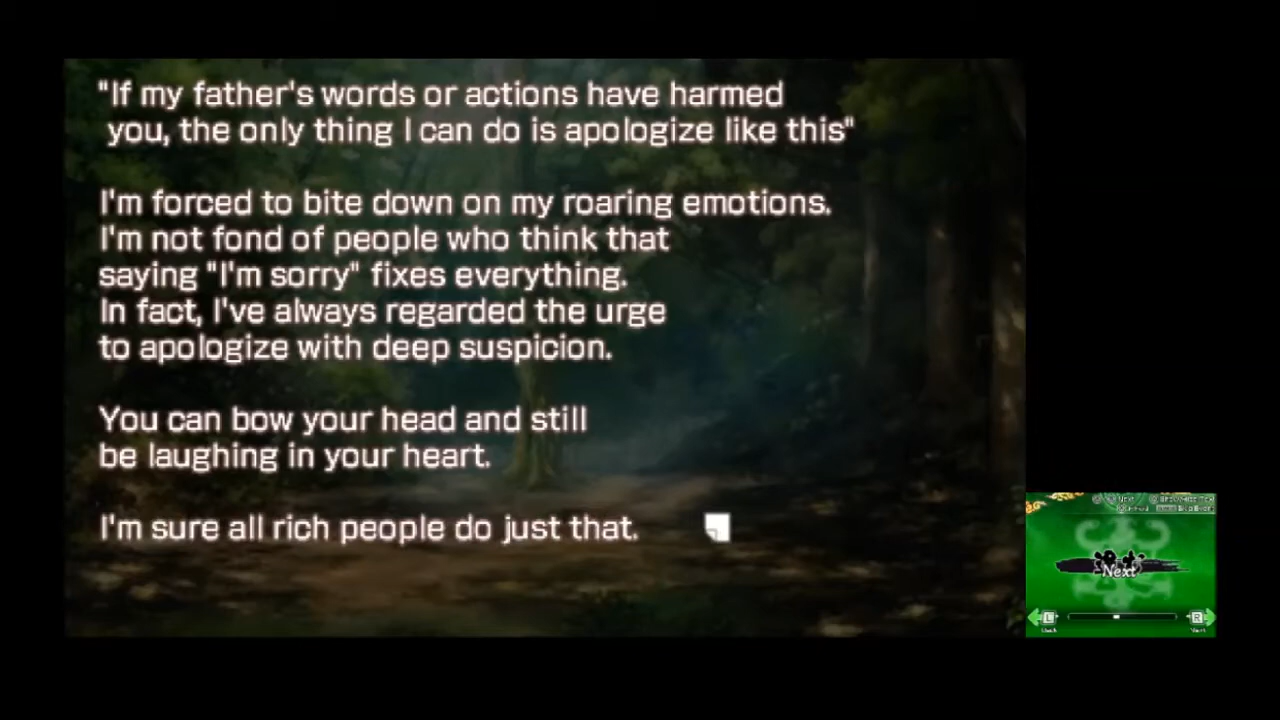 "If my father's words or actions have harmed
you, the only thing I can do is apologize like this"
I'm forced to bite down on my roaring emotions.
I'm not fond of people who think that
saying "I'm sorry" fixes everything.
In fact, I've always regarded the urge
to apologize with deep suspicion.
You can bow your head and still
be laughing in your heart.
I'm sure all rich people do just that.
Next
Next
L
R
Back
Next